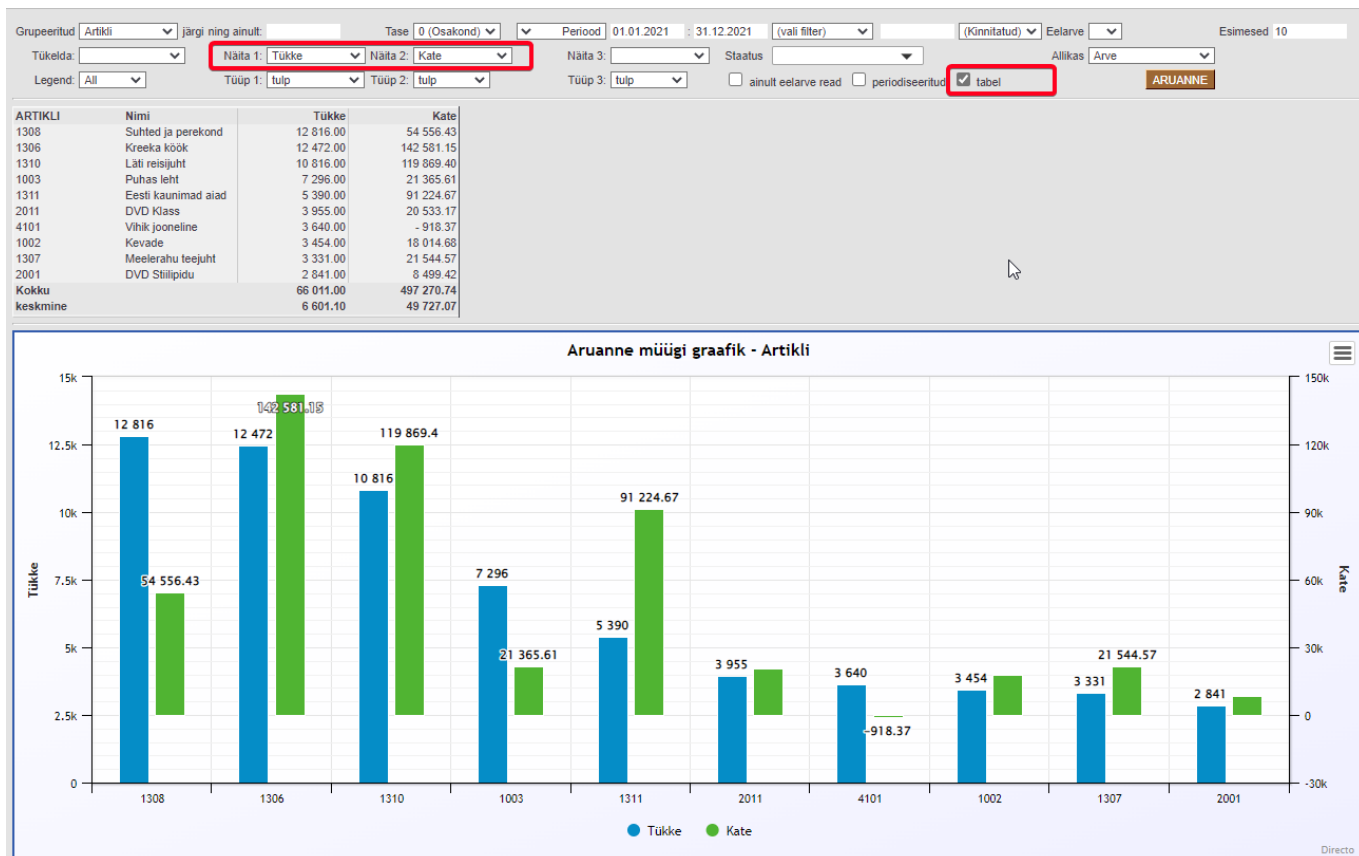 Grupeeritud Artikli järgi ning ainult: Tase 0 (Osakond) Periood 01.01.2021 : 31.12.2021 (vali filter) (Kinnitatud) Eelarve Esimesed 10
Tükelda: Näita 1: Tükke Näita 2: Kate Näita 3: Staatus Allikas Arve
Legend: All Tüüp 1: tulp Tüüp 2: tulp Tüüp 3: tulp ainult eelarve read periodiseeritud tabel ARUANNE
ARTIKLI Nimi Tükke Kate
1308 Suhted ja perekond 12 816.00 54 556.43
1306 Kreeka köök 12 472.00 142 581.15
1310 Läti reisijuht 10 816.00 119 869.40
1003 Puhas leht 7 296.00 21 365.61
1311 Eesti kaunimad aiad 5 390.00 91 224.67
2011 DVD Klass 3 955.00 20 533.17
4101 Vihik jooneline 3 640.00 - 918.37
1002 Kevade 3 454.00 18 014.68
1307 Meelerahu teejuht 3 331.00 21 544.57
2001 DVD Stiilipidu 2 841.00 8 499.42
Kokku 66 011.00 497 270.74
keskmine 6 601.10 49 727.07
Aruanne müügi graafik - Artikli
15k 150k
142 581.15
12 816 12 472 119 869.4
12.5k 120k
10 816
91 224.67
10k 90k
Tükke
Kate
7 296
7.5k 54 556.43 60k
5 390
21 365.61 21 544.57
5k 30k
3 955 3 640 3 454 3 331 2 841
2.5k 0
-918.37
0 -30k
1308 1306 1310 1003 1311 2011 4101 1002 1307 2001
Tükke Kate
Directo